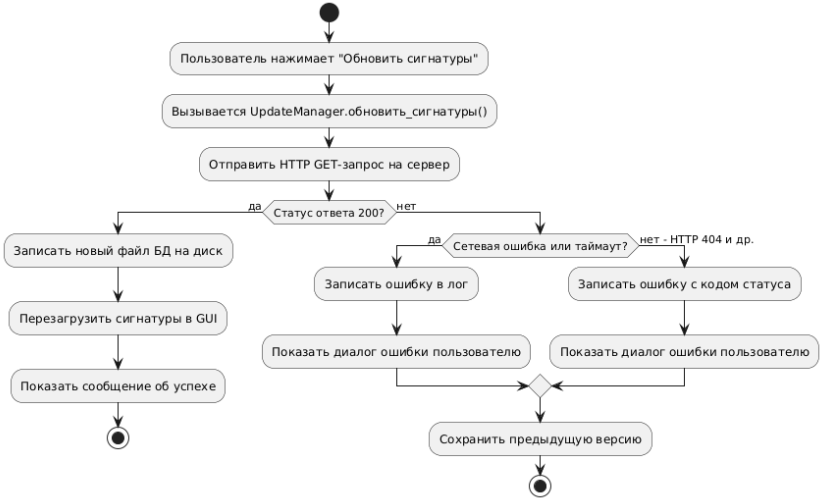 Пользователь нажимает "Обновить сигнатуры"
Вызывается UpdateManager.обновить_сигнатуры()
Отправить HTTP GET-запрос на сервер
да
Статус ответа 200?
нет
Записать новый файл БД на диск
Перезагрузить сигнатуры в GUI
Показать сообщение об успехе
да
Сетевая ошибка или таймаут?
нет - HTTP 404 и др.
Записать ошибку в лог
Показать диалог ошибки пользователю
Записать ошибку с кодом статуса
Показать диалог ошибки пользователю
Сохранить предыдущую версию